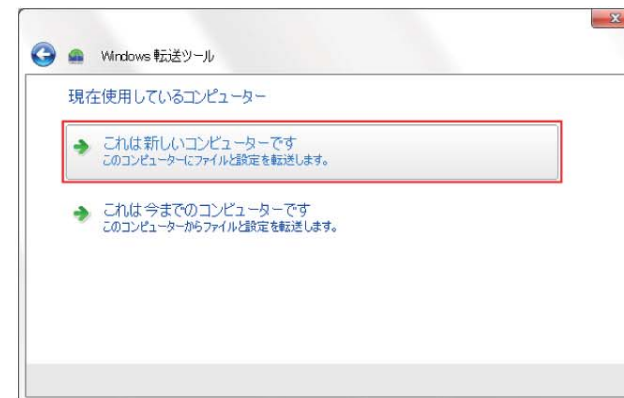 Windows 転送ツール
現在使用しているコンピューター
これは新しいコンピューターです
このコンピューターにファイルと設定を転送します。
これは今までのコンピューターです
このコンピューターからファイルと設定を転送します。